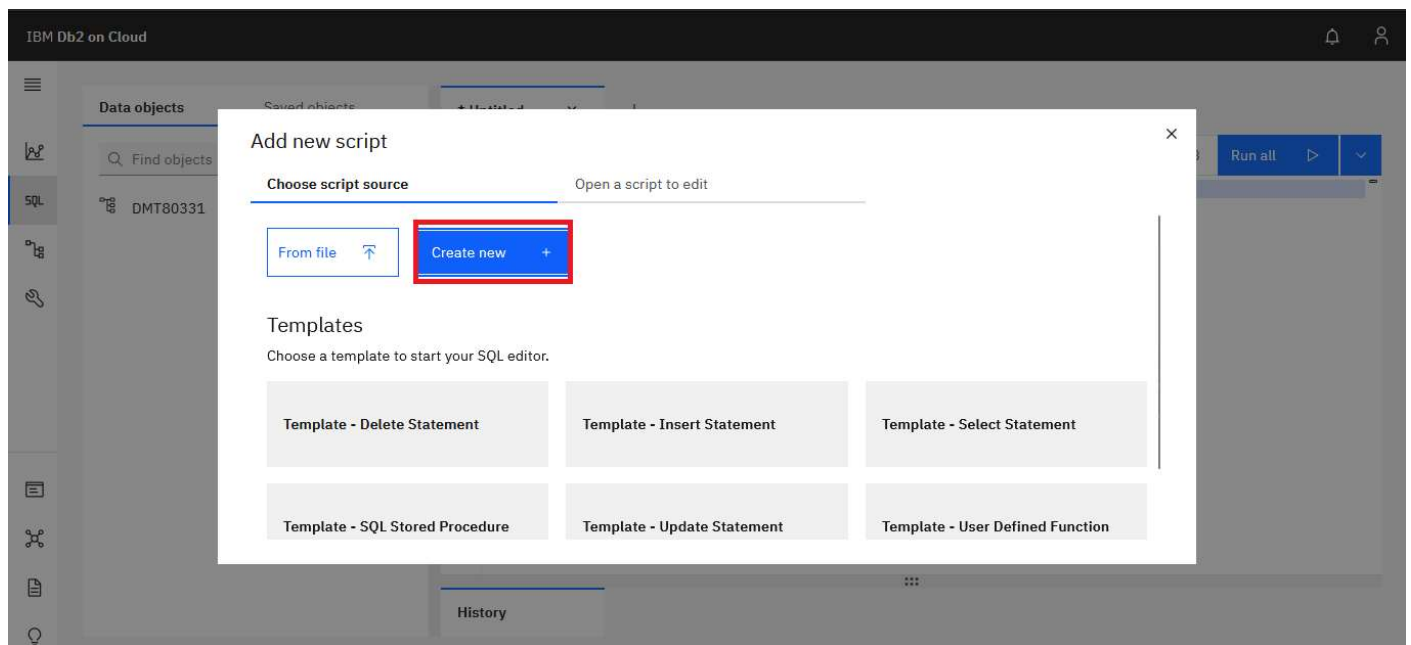 IBM Db2 on Cloud
Data objects
Saved objects
* Untitled
Add new script
Find objects
Run all
Choose script source
Open a script to edit
SQL
DMT80331
From file
Create new +
Templates
Choose a template to start your SQL editor.
Template - Delete Statement
Template - Insert Statement
Template - Select Statement
Template - SQL Stored Procedure
Template - Update Statement
Template - User Defined Function
History